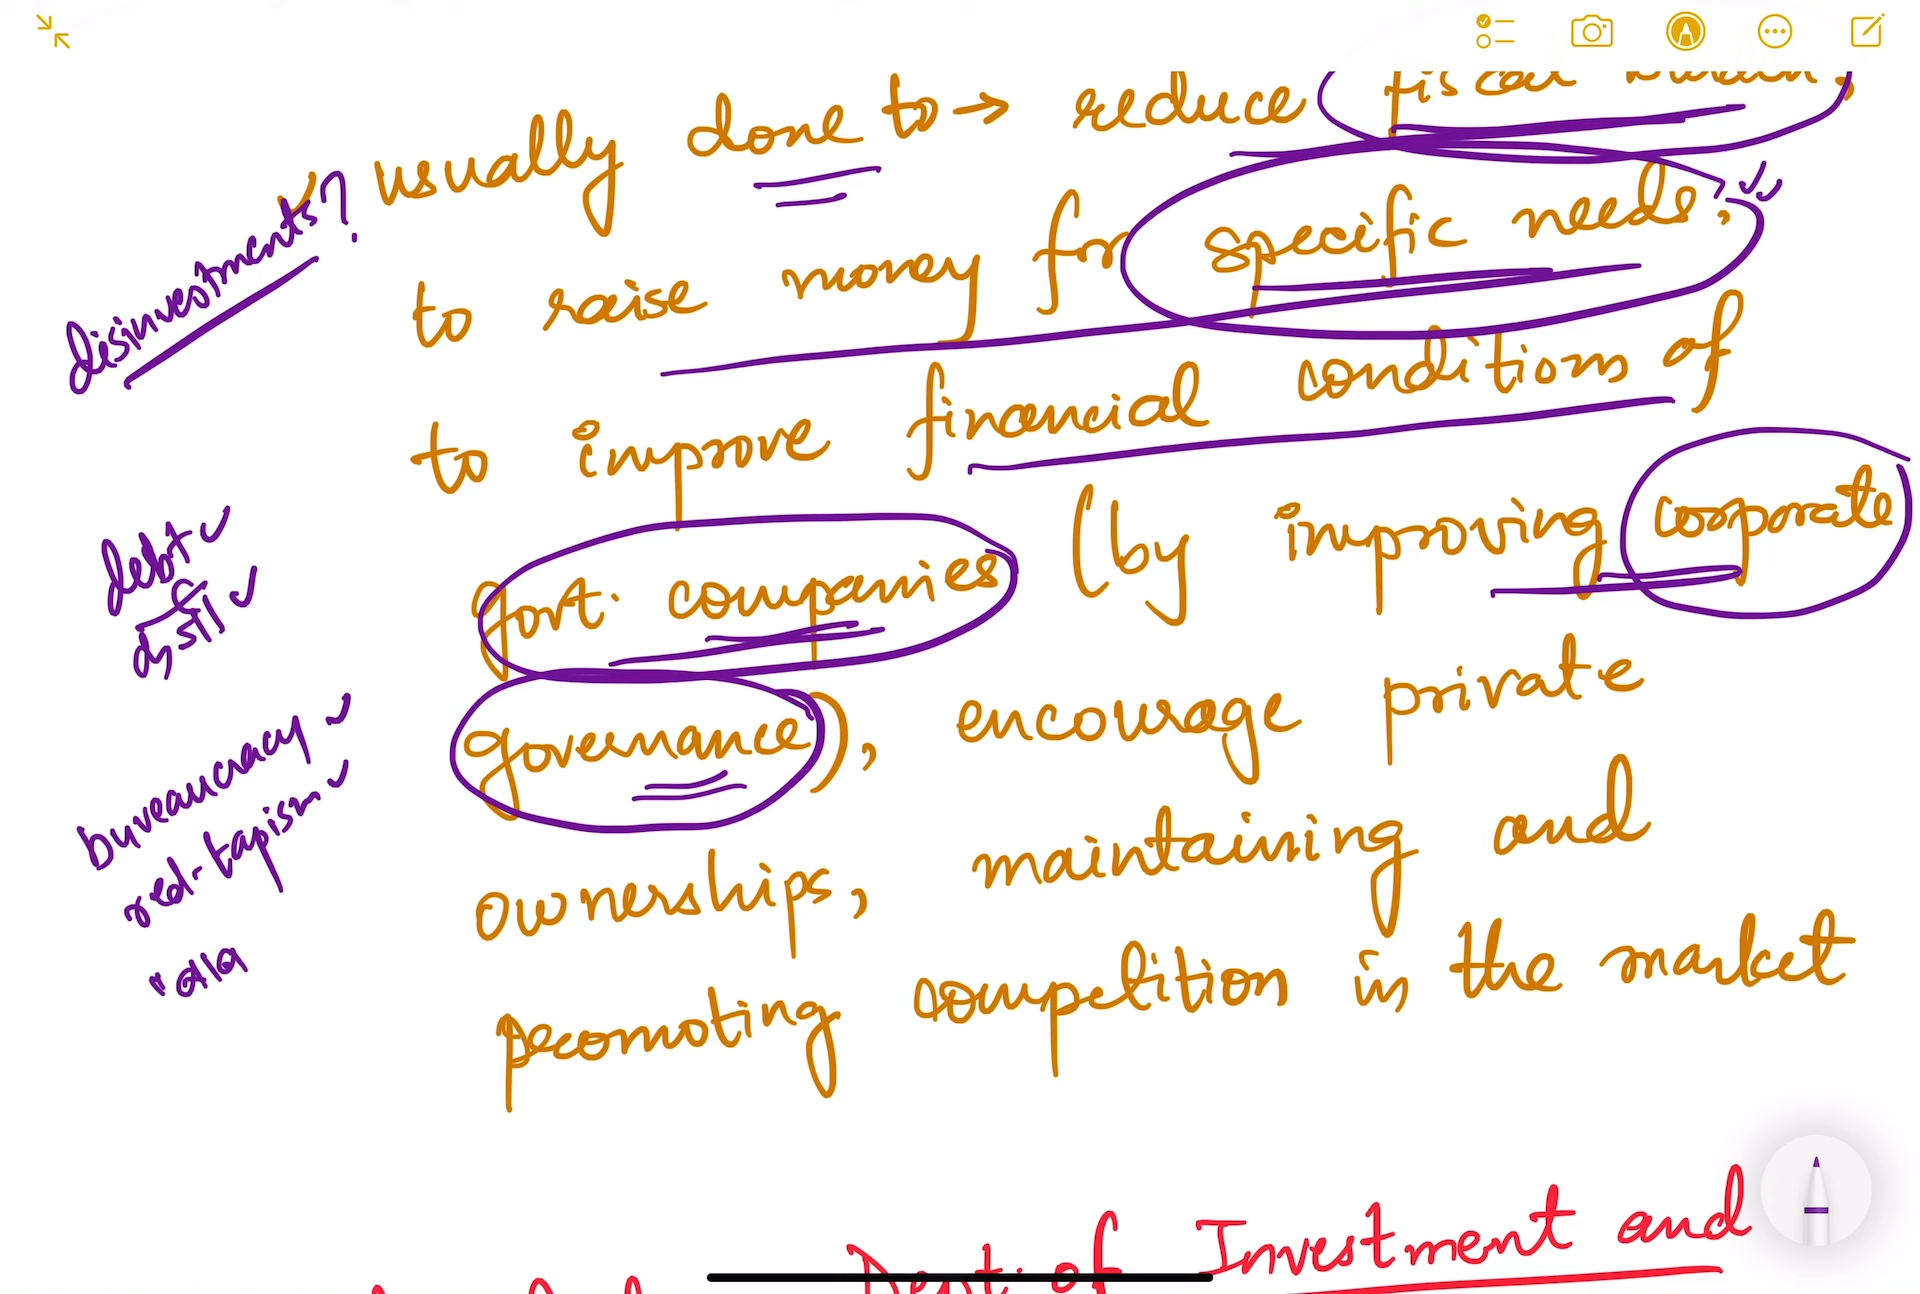 usually done to → reduce fiscal
disinvestments?
to raise money for specific needs,
to improve financial conditions of
govt. companies (by improving corporate
debt
governance), encourage private
bureaucracy
red-tapism
ownerships, maintaining and
promoting competition in the market
Dept. of Investment and